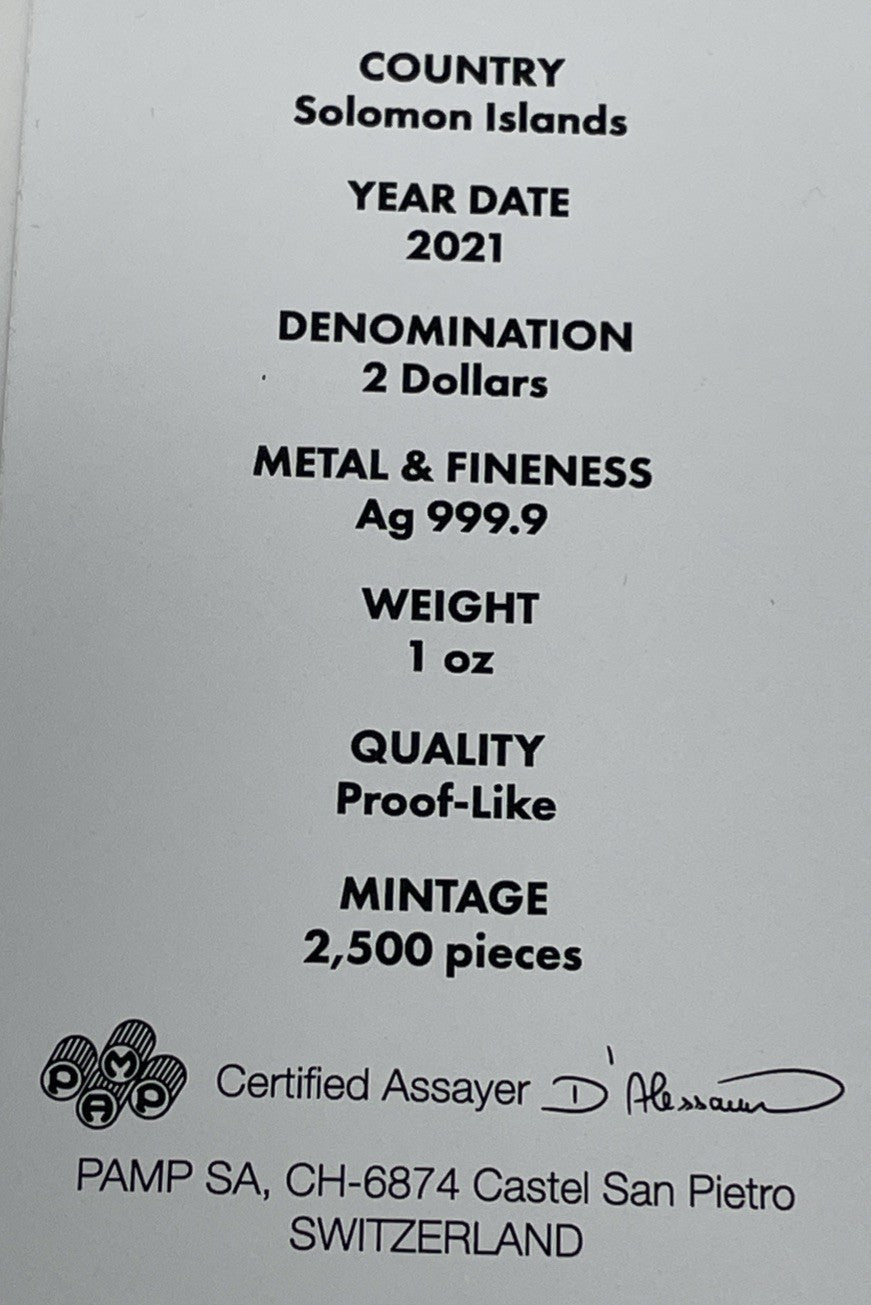 COUNTRY
Solomon Islands
YEAR DATE
2021
DENOMINATION
2 Dollars
METAL & FINENESS
Ag 999.9
WEIGHT
1 oz
QUALITY
Proof-Like
MINTAGE
2,500 pieces
PAMP
Certified Assayer
PAMP SA, CH-6874 Castel San Pietro
SWITZERLAND